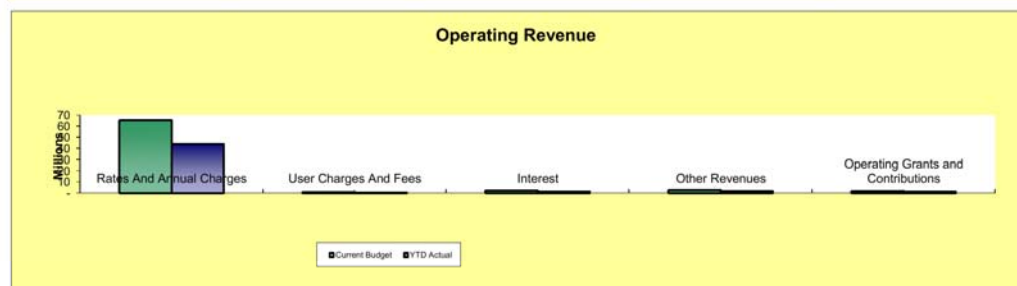 Operating Revenue
Millions
70
60
50
40
30
20
10
-
Rates And Annual Charges
User Charges And Fees
Interest
Other Revenues
Operating Grants and
Contributions
Current Budget
YTD Actual